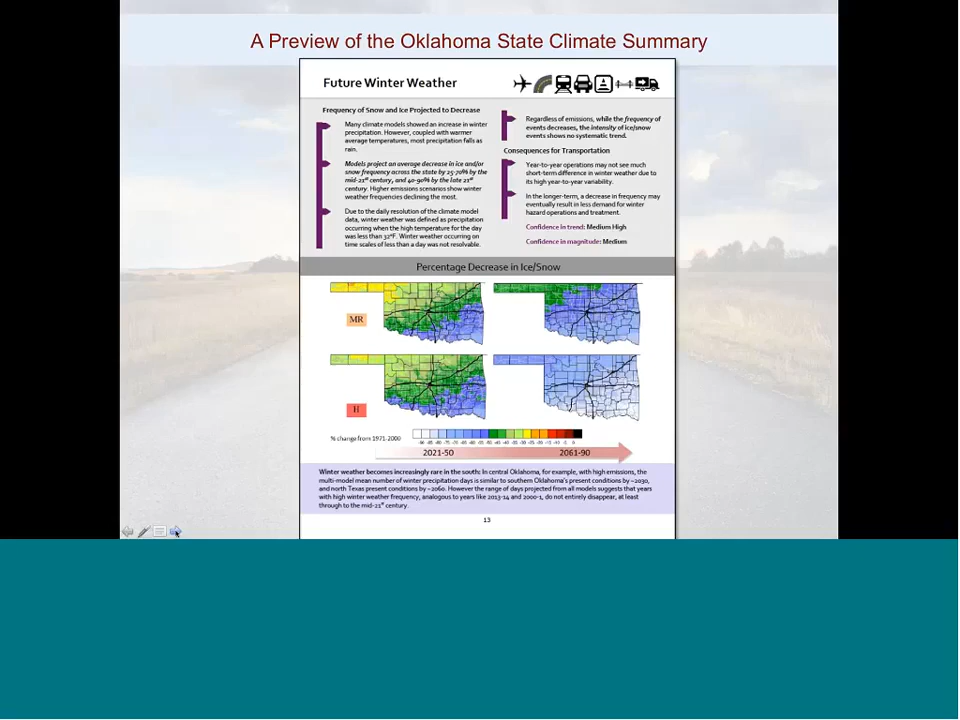 A Preview of the Oklahoma State Climate Summary
Future Winter Weather
Frequency of Snow and Ice Projected to Decrease
Many climate models showed an increase in winter
precipitation. However, coupled with warmer
average temperatures, most precipitation falls as
rain.
Models project an average decrease in ice and/or
snow frequency across the state by 25-70% by the
mid-21st century, and 40-90% by the late 21st
century. Higher emissions scenarios show winter
weather frequencies declining the most.
Due to the daily resolution of the climate model
data, winter weather was defined as precipitation
occurring when the high temperature for the day
was less than 32°F. Winter weather occurring on
time scales of less than a day was not resolvable.
Regardless of emissions, while the frequency of
events decreases, the intensity of ice/snow
events shows no systematic trend.
Consequences for Transportation
Year-to-year operations may not see much
short-term difference in winter weather due to
its high year-to-year variability.
In the longer-term, a decrease in frequency may
eventually result in less demand for winter
hazard operations and treatment.
Confidence in trend: Medium High
Confidence in magnitude: Medium
Percentage Decrease in Ice/Snow
MR
H
% change from 1971-2000
2021-50
2061-90
Winter weather becomes increasingly rare in the south: In central Oklahoma, for example, with high emissions, the
multi-model mean number of winter precipitation days is similar to southern Oklahoma's present conditions by ~2030,
and north Texas present conditions by ~2060. However the range of days projected from all models suggests that years
with high winter weather frequency, analogous to years like 2013-14 and 2000-1, do not entirely disappear, at least
through to the mid-21st century.
13